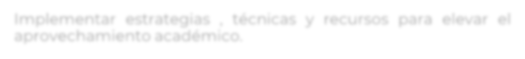 Implementar estrategias , técnicas y recursos para elevar el
aprovechamiento académico.